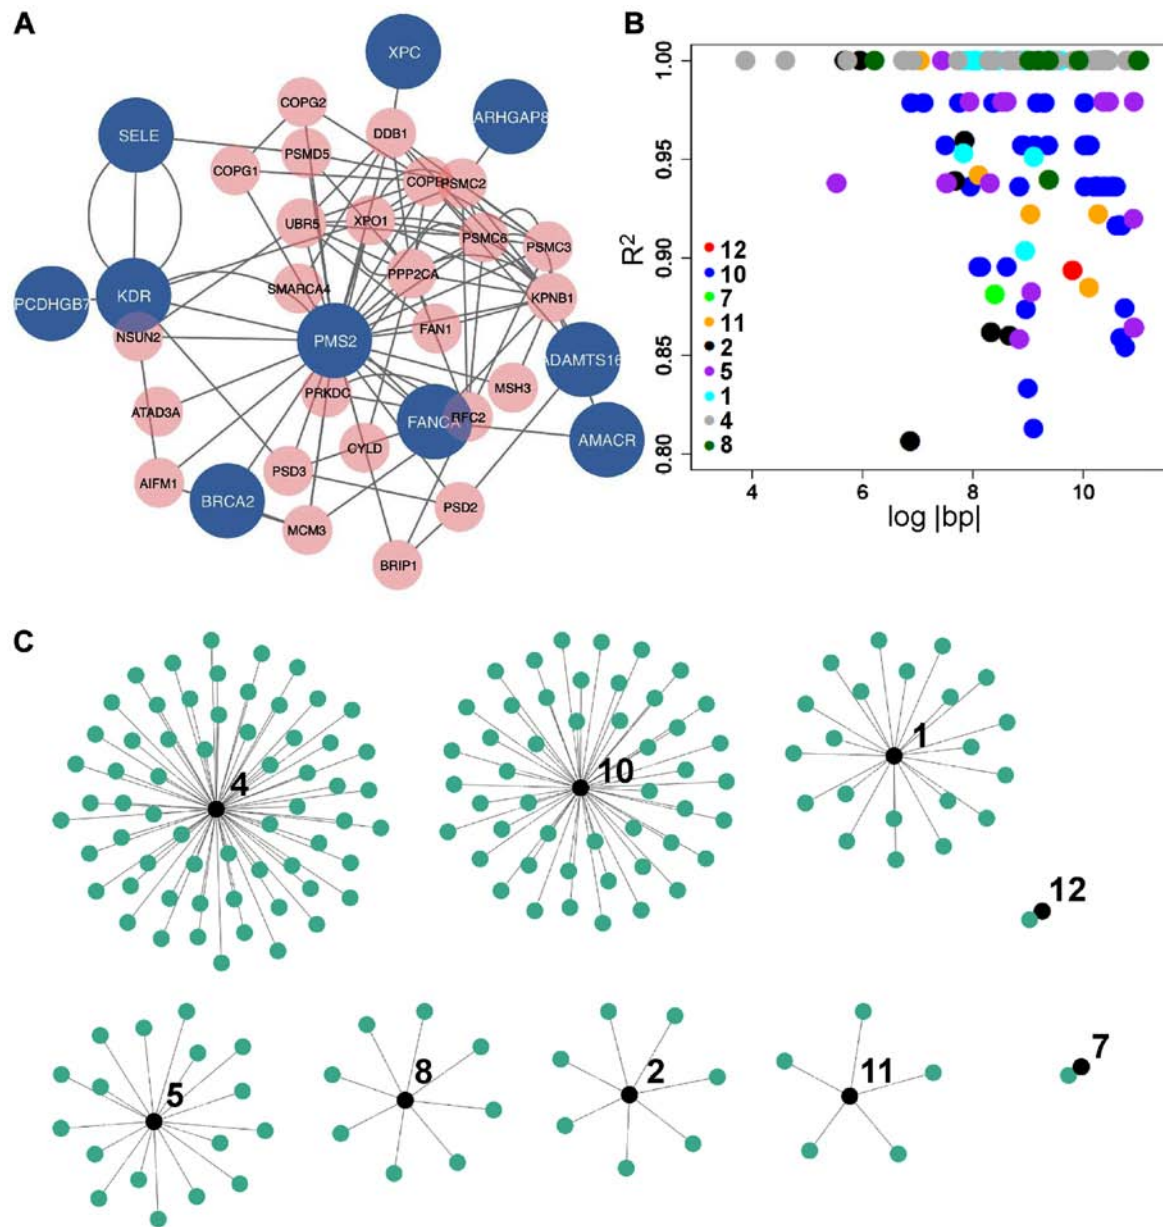 A
XPC
COPG2
ARHGAP8
DDB1
SELE
PSMD5
COPG1
PSMC2
UBR5
XPO1
PSMC6
PSMC3
PPP2CA
SMARCA4
KPNB1
PCDHGB7
KDR
NSUN2
PMS2
FAN1
ADAMTS16
MSH3
PRKDC
ATAD3A
FANCA
RFC2
AMACR
CYLD
PSD3
AIFM1
BRCA2
PSD2
MCM3
BRIP1
B
1.00
0.95
0.90
0.85
0.80
R²
12
10
7
11
2
5
1
4
8
4 6 8 10
log |bp|
C
4
10
1
12
5
8
2
11
7